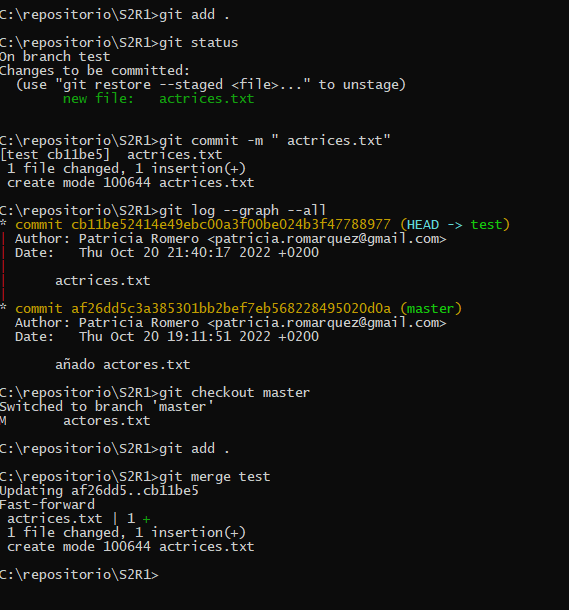 C:\repositorio\S2R1>git add .
C:\repositorio\S2R1>git status
On branch test
Changes to be committed:
  (use "git restore --staged <file>..." to unstage)
        new file:   actrices.txt
C:\repositorio\S2R1>git commit -m " actrices.txt"
[test cb11be5]  actrices.txt
 1 file changed, 1 insertion(+)
 create mode 100644 actrices.txt
C:\repositorio\S2R1>git log --graph --all
* commit cb11be52414e49ebc00a3f00be024b3f47788977 (HEAD -> test)
| Author: Patricia Romero <patricia.romarquez@gmail.com>
| Date:   Thu Oct 20 21:40:17 2022 +0200
|
|      actrices.txt
|
* commit af26dd5c3a385301bb2bef7eb568228495020d0a (master)
  Author: Patricia Romero <patricia.romarquez@gmail.com>
  Date:   Thu Oct 20 19:11:51 2022 +0200
       añado actores.txt
C:\repositorio\S2R1>git checkout master
Switched to branch 'master'
M       actores.txt
C:\repositorio\S2R1>git add .
C:\repositorio\S2R1>git merge test
Updating af26dd5..cb11be5
Fast-forward
 actrices.txt | 1 +
 1 file changed, 1 insertion(+)
 create mode 100644 actrices.txt
C:\repositorio\S2R1>